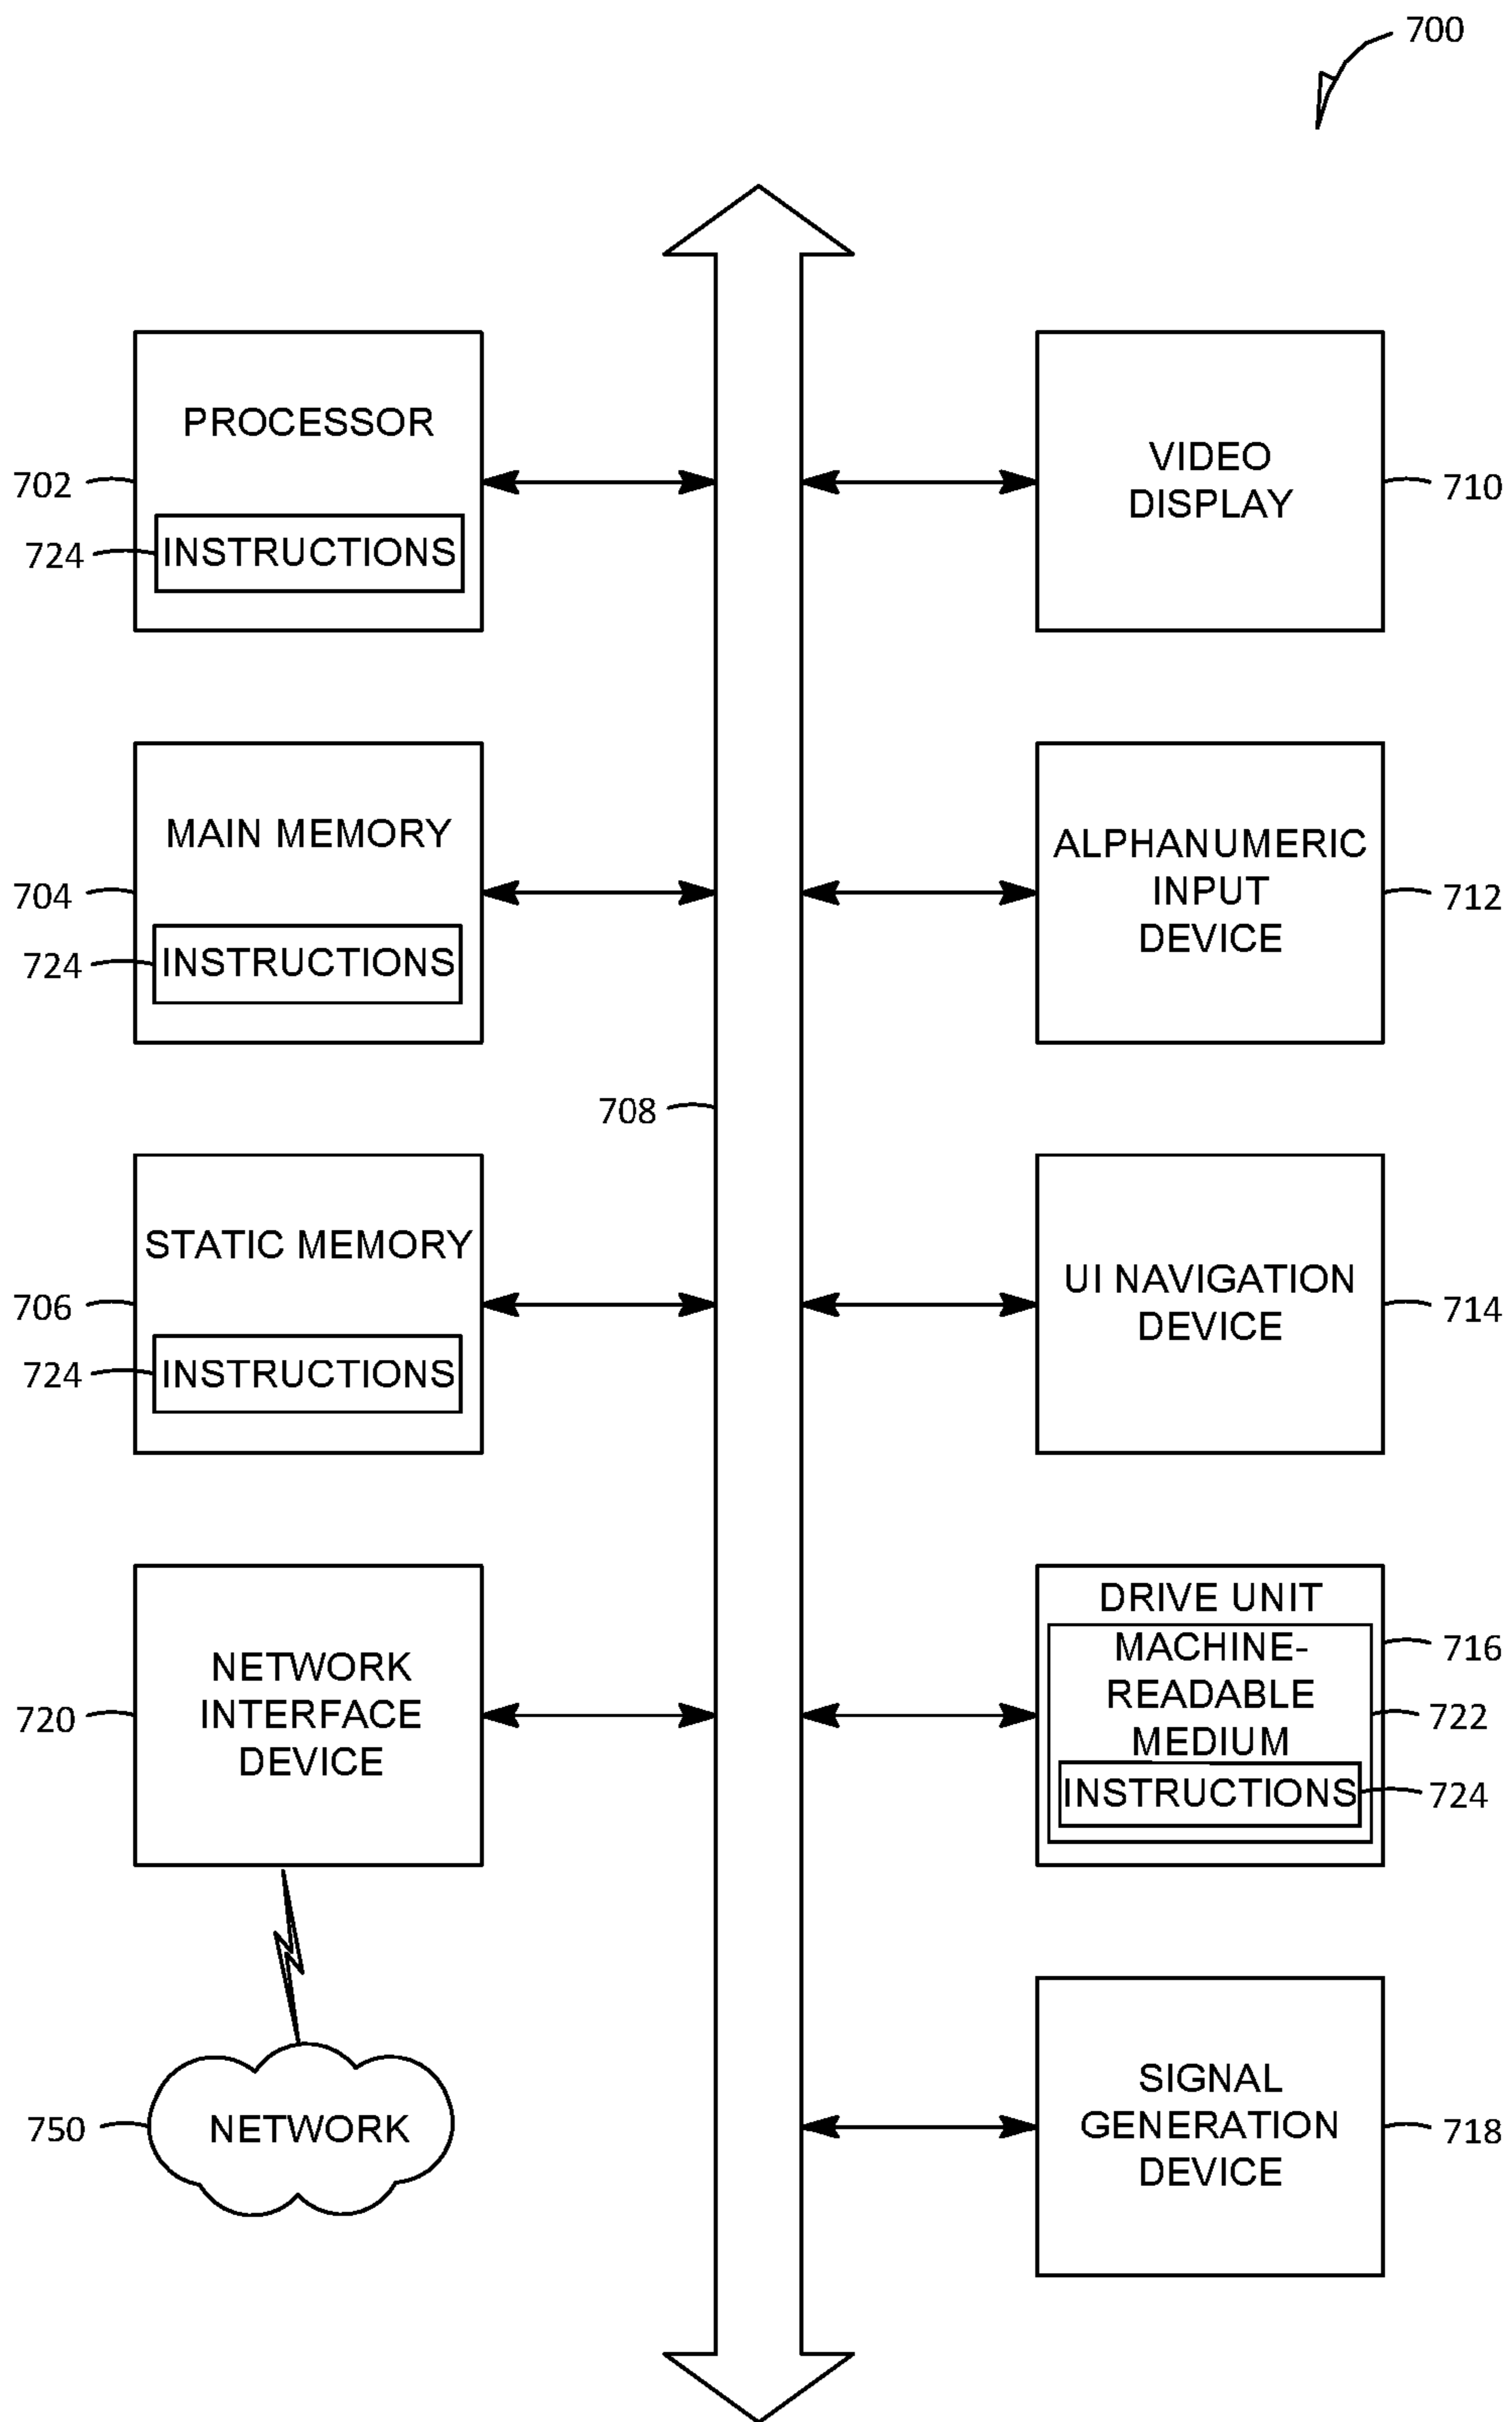 700
PROCESSOR
702
724
INSTRUCTIONS
VIDEO
DISPLAY
710
MAIN MEMORY
704
724
INSTRUCTIONS
ALPHANUMERIC
INPUT
DEVICE
712
708
STATIC MEMORY
706
724
INSTRUCTIONS
UI NAVIGATION
DEVICE
714
NETWORK
INTERFACE
DEVICE
720
DRIVE UNIT
716
MACHINE-
READABLE
MEDIUM
722
INSTRUCTIONS
724
750
NETWORK
SIGNAL
GENERATION
DEVICE
718